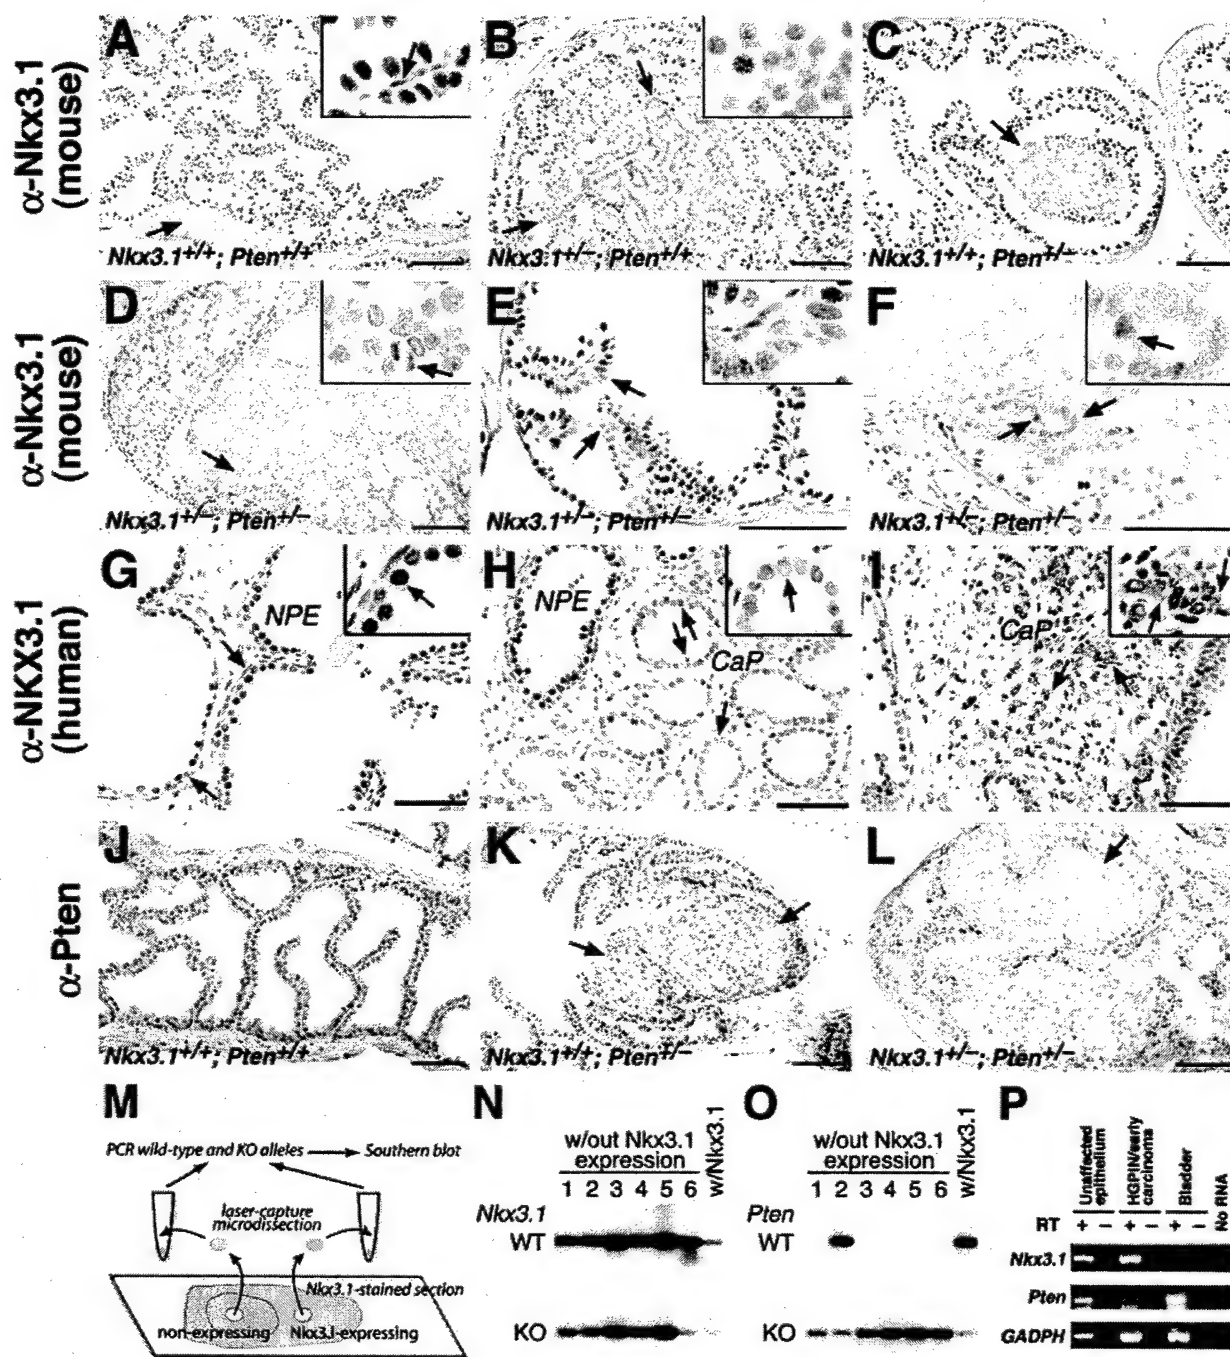 α-Nkx3.1
(mouse)
A
Nkx3.1+/+; Pten+/+
B
Nkx3.1+/−; Pten+/+
C
Nkx3.1+/+; Pten+/−
α-Nkx3.1
(mouse)
D
Nkx3.1+/−; Pten+/−
E
Nkx3.1+/−; Pten+/−
F
Nkx3.1+/−; Pten+/−
α-NKX3.1
(human)
G
NPE
H
NPE
CaP
I
CaP
α-Pten
J
Nkx3.1+/+; Pten+/+
K
Nkx3.1+/+; Pten+/−
L
Nkx3.1+/−; Pten+/−
M
PCR wild-type and KO alleles
Southern blot
laser-capture
microdissection
Nkx3.1-stained section
non-expressing
Nkx3.1-expressing
N
w/out Nkx3.1
expression
w/Nkx3.1
1 2 3 4 5 6
Nkx3.1
WT
KO
O
w/out Nkx3.1
expression
w/Nkx3.1
1 2 3 4 5 6
Pten
WT
KO
P
Unaffected
epithelium
HGPIN/early
carcinoma
Bladder
No RNA
RT + − + − + −
Nkx3.1
Pten
GADPH